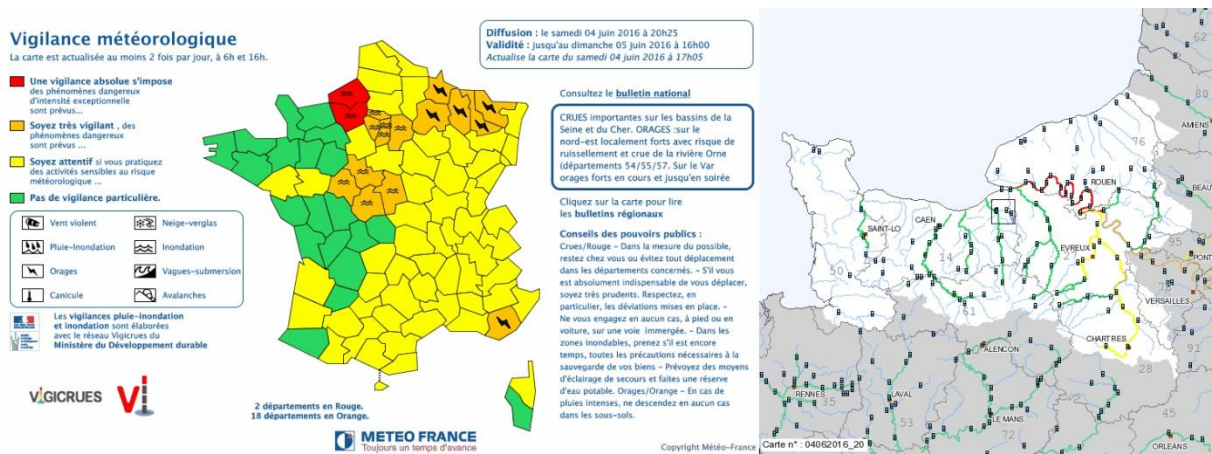 Vigilance météorologique
La carte est actualisée au moins 2 fois par jour, à 6h et 16h.
Une vigilance absolue s'impose
des phénomènes dangereux
d'intensité exceptionnelle
sont prévus...
Soyez très vigilant , des
phénomènes dangereux
sont prévus ...
Soyez attentif si vous pratiquez
des activités sensibles au risque
météorologique ...
Pas de vigilance particulière.
Vent violent
Neige-verglas
Pluie-Inondation
Inondation
Orages
Vagues-submersion
Canicule
Avalanches
Les vigilances pluie-inondation
et inondation sont élaborées
avec le réseau Vigicrues du
Ministère du Développement durable
VIGICRUES
Vi
2 départements en Rouge.
18 départements en Orange.
METEO FRANCE
Toujours un temps d'avance
Diffusion : le samedi 04 juin 2016 à 20h25
Validité : jusqu'au dimanche 05 juin 2016 à 16h00
Actualise la carte du samedi 04 juin 2016 à 17h05
Consultez le bulletin national
CRUES importantes sur les bassins de la
Seine et du Cher. ORAGES :sur le
nord-est localement forts avec risque de
ruissellement et crue de la rivière Orne
(départements 54/55/57. Sur le Var
orages forts en cours et jusqu'en soirée
Cliquez sur la carte pour lire
les bulletins régionaux
Conseils des pouvoirs publics :
Crues/Rouge - Dans la mesure du possible,
restez chez vous ou évitez tout déplacement
dans les départements concernés. - S'il vous
est absolument indispensable de vous déplacer,
soyez très prudents. Respectez, en
particulier, les déviations mises en place. -
Ne vous engagez en aucun cas, à pied ou en
voiture, sur une voie immergée. - Dans les
zones inondables, prenez s'il est encore
temps, toutes les précautions nécessaires à la
sauvegarde de vos biens - Prévoyez des moyens
d'éclairage de secours et faites une réserve
d'eau potable. Orages/Orange - En cas de
pluies intenses, ne descendez en aucun cas
dans les sous-sols.
Copyright Météo-France
62
80
AMIENS
76
ROUEN
BEAU
CAEN
SAINT-LO
EVREUX
95
PONT
14
50
VERSAILLES
61
91
CHARTRES
ALENCON
28
RENNES
35
LAVAL
53
LE MANS
72
45
ORLEANS
Carte n° : 04062016_20